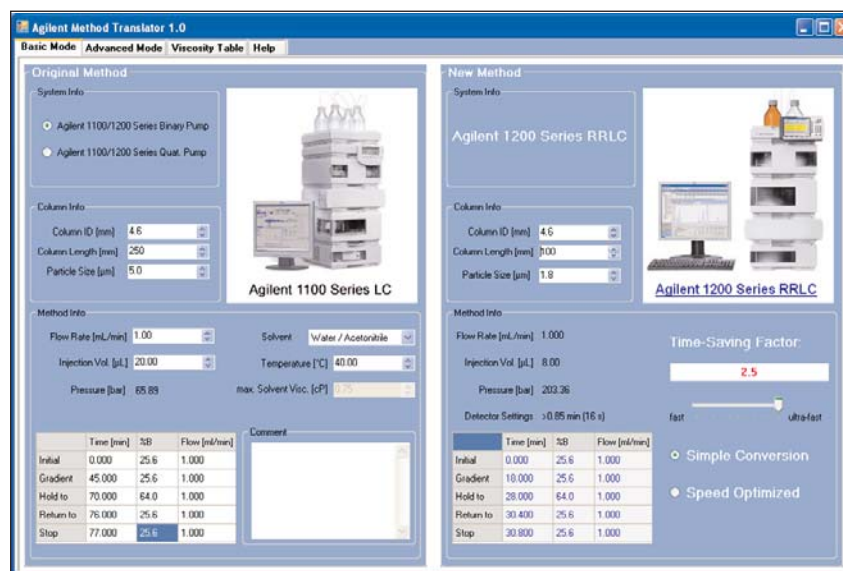 Agilent Method Translator 1.0
Basic Mode Advanced Mode Viscosity Table Help
Original Method
System Info
Agilent 1100/1200 Series Binary Pump
Agilent 1100/1200 Series Quat. Pump
Column Info
Column ID [mm] 4.6
Column Length [mm] 250
Particle Size [µm] 5.0
Agilent 1100 Series LC
Method Info
Flow Rate [mL/min] 1.00 Solvent Water / Acetonitrile
Injection Vol. [µL] 20.00 Temperature [°C] 40.00
Pressure [bar] 65.89 max. Solvent Visc. [cP] 0.75
Time [min] %B Flow [ml/min]
Initial 0.000 25.6 1.000
Gradient 45.000 25.6 1.000
Hold to 70.000 64.0 1.000
Return to 76.000 25.6 1.000
Stop 77.000 25.6 1.000
Comment
New Method
System Info
Agilent 1200 Series RRLC
Column Info
Column ID [mm] 4.6
Column Length [mm] 100
Particle Size [µm] 1.8
Agilent 1200 Series RRLC
Method Info
Flow Rate [mL/min] 1.000
Injection Vol. [µL] 8.00
Pressure [bar] 203.36
Detector Settings >0.85 min (16 s)
Time-Saving Factor:
2.5
fast ultra-fast
Simple Conversion
Speed Optimized
Time [min] %B Flow [ml/min]
Initial 0.000 25.6 1.000
Gradient 18.000 25.6 1.000
Hold to 28.000 64.0 1.000
Return to 30.400 25.6 1.000
Stop 30.800 25.6 1.000